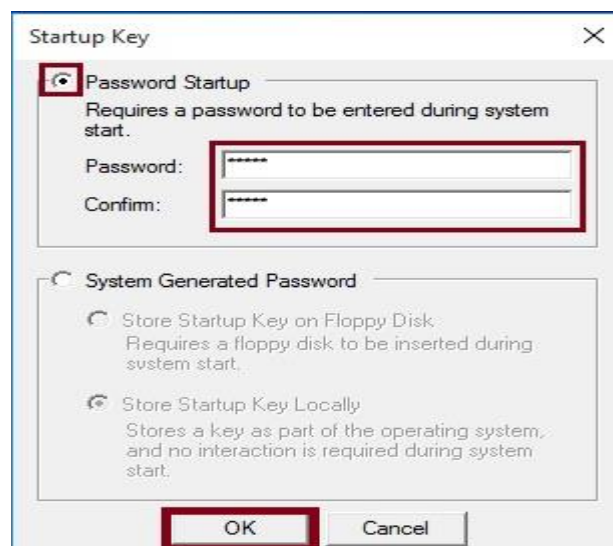 Startup Key
Password Startup
Requires a password to be entered during system
start.
Password: *****
Confirm: *****
System Generated Password
Store Startup Key on Floppy Disk
Requires a floppy disk to be inserted during
system start.
Store Startup Key Locally
Stores a key as part of the operating system,
and no interaction is required during system
start.
OK Cancel